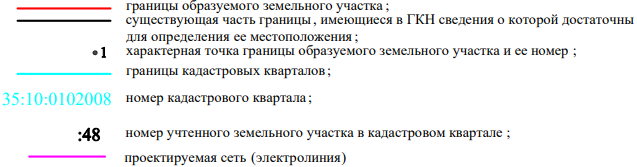 границы образуемого земельного участка;
существующая часть границы, имеющиеся в ГКН сведения о которой достаточны
для определения ее местоположения;
1 характерная точка границы образуемого земельного участка и ее номер;
границы кадастровых кварталов;
35:10:0102008 номер кадастрового квартала;
:48 номер учтенного земельного участка в кадастровом квартале;
проектируемая сеть (электролиния)